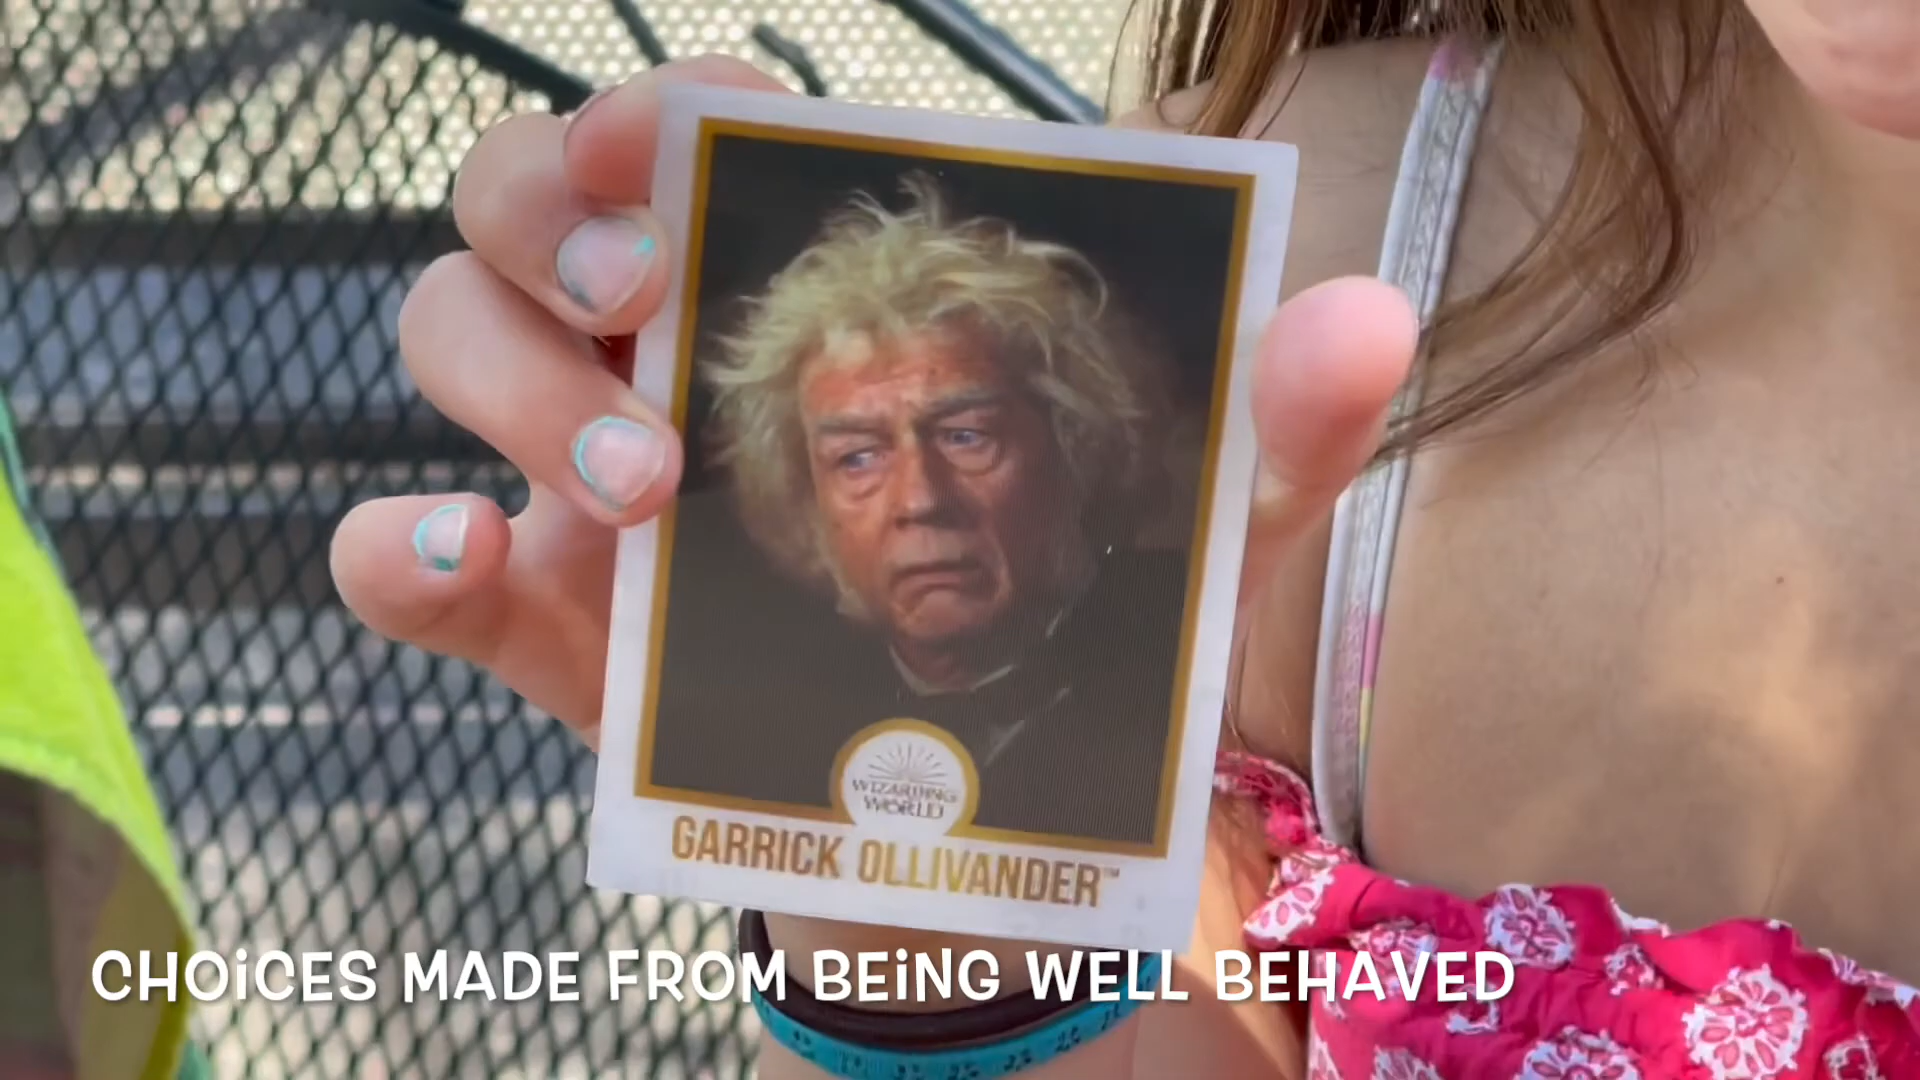 WIZARDING
WORLD
GARRICK OLLIVANDER™
CHOICES MADE FROM BEING WELL BEHAVED